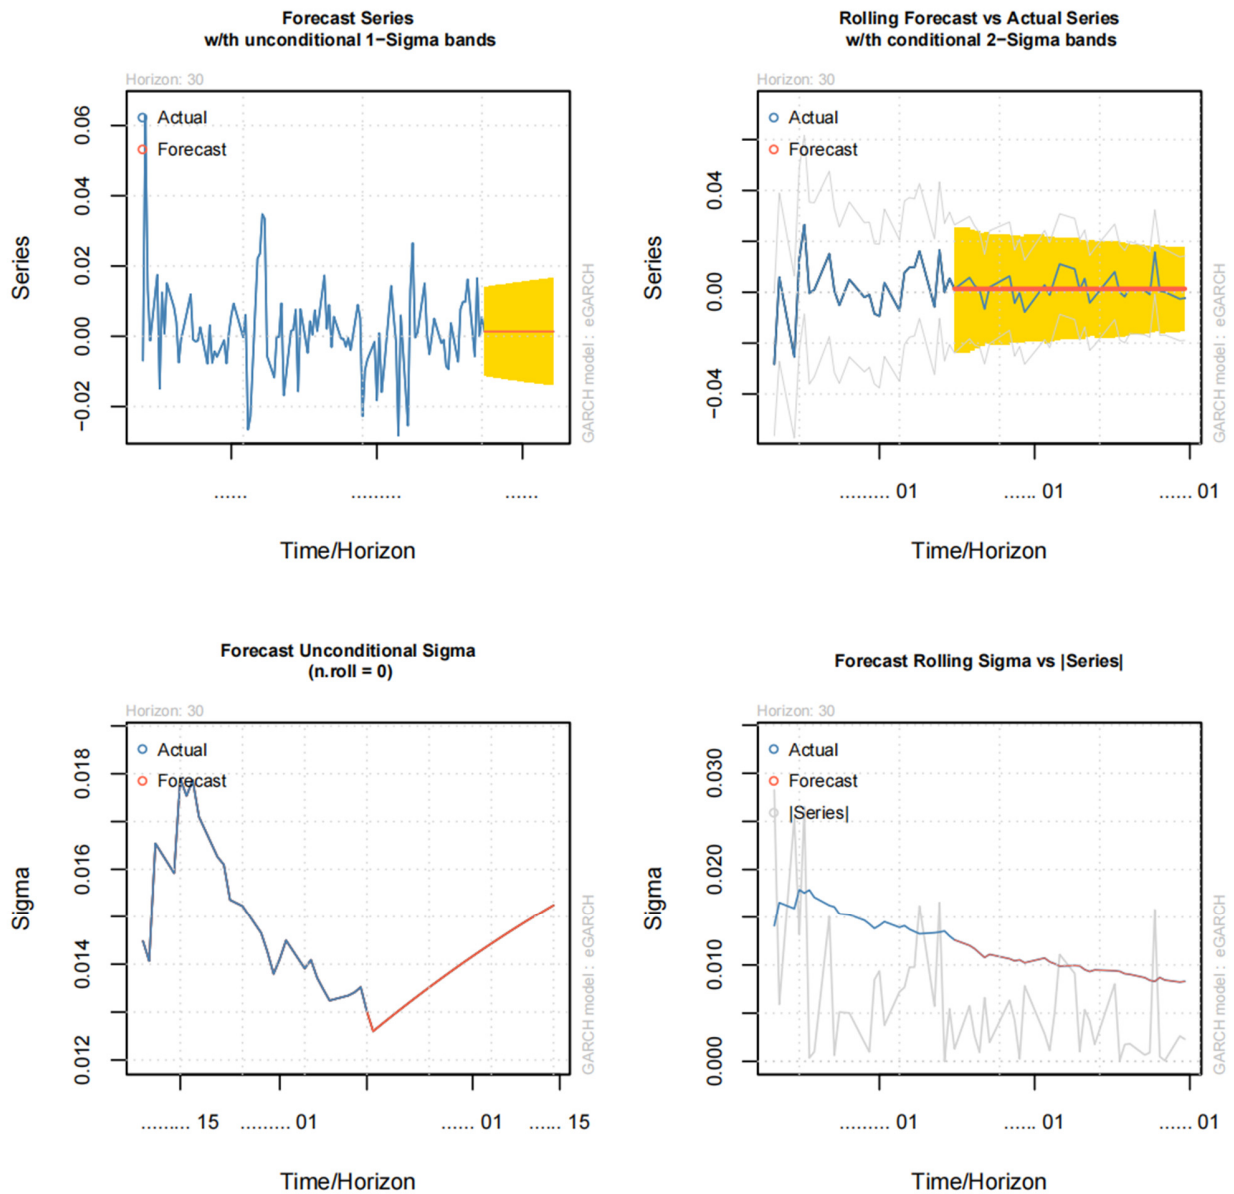 Forecast Series
w/th unconditional 1−Sigma bands
Horizon: 30
Actual
Forecast
0.06
0.04
0.02
0.00
−0.02
Series
GARCH model : eGARCH
......
.........
......
Time/Horizon
Rolling Forecast vs Actual Series
w/th conditional 2−Sigma bands
Horizon: 30
Actual
Forecast
0.04
0.00
−0.04
Series
GARCH model : eGARCH
......... 01
...... 01
...... 01
Time/Horizon
Forecast Unconditional Sigma
(n.roll = 0)
Horizon: 30
Actual
Forecast
0.018
0.016
0.014
0.012
Sigma
GARCH model : eGARCH
......... 15
......... 01
...... 01
...... 15
Time/Horizon
Forecast Rolling Sigma vs |Series|
Horizon: 30
Actual
Forecast
|Series|
0.030
0.020
0.010
0.000
Sigma
GARCH model : eGARCH
......... 01
...... 01
...... 01
Time/Horizon